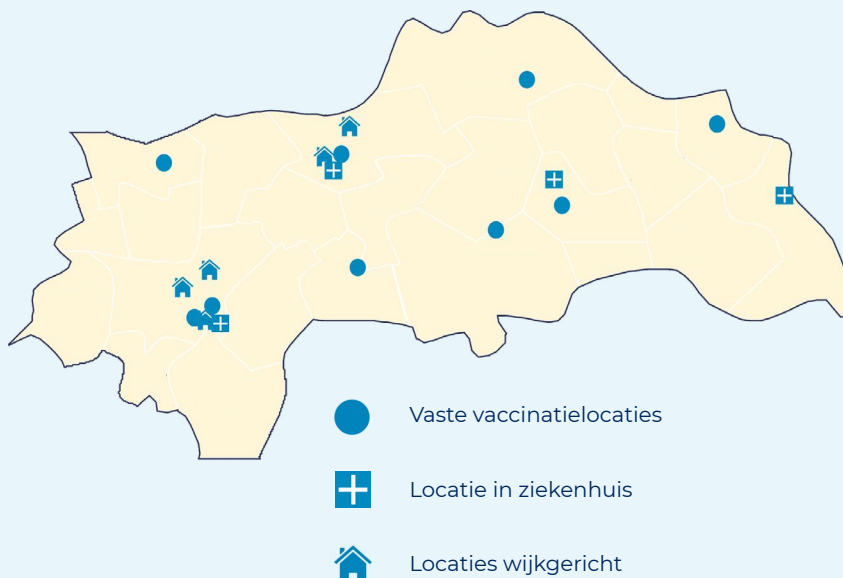 Vaste vaccinatielocaties
Locatie in ziekenhuis
Locaties wijkgericht